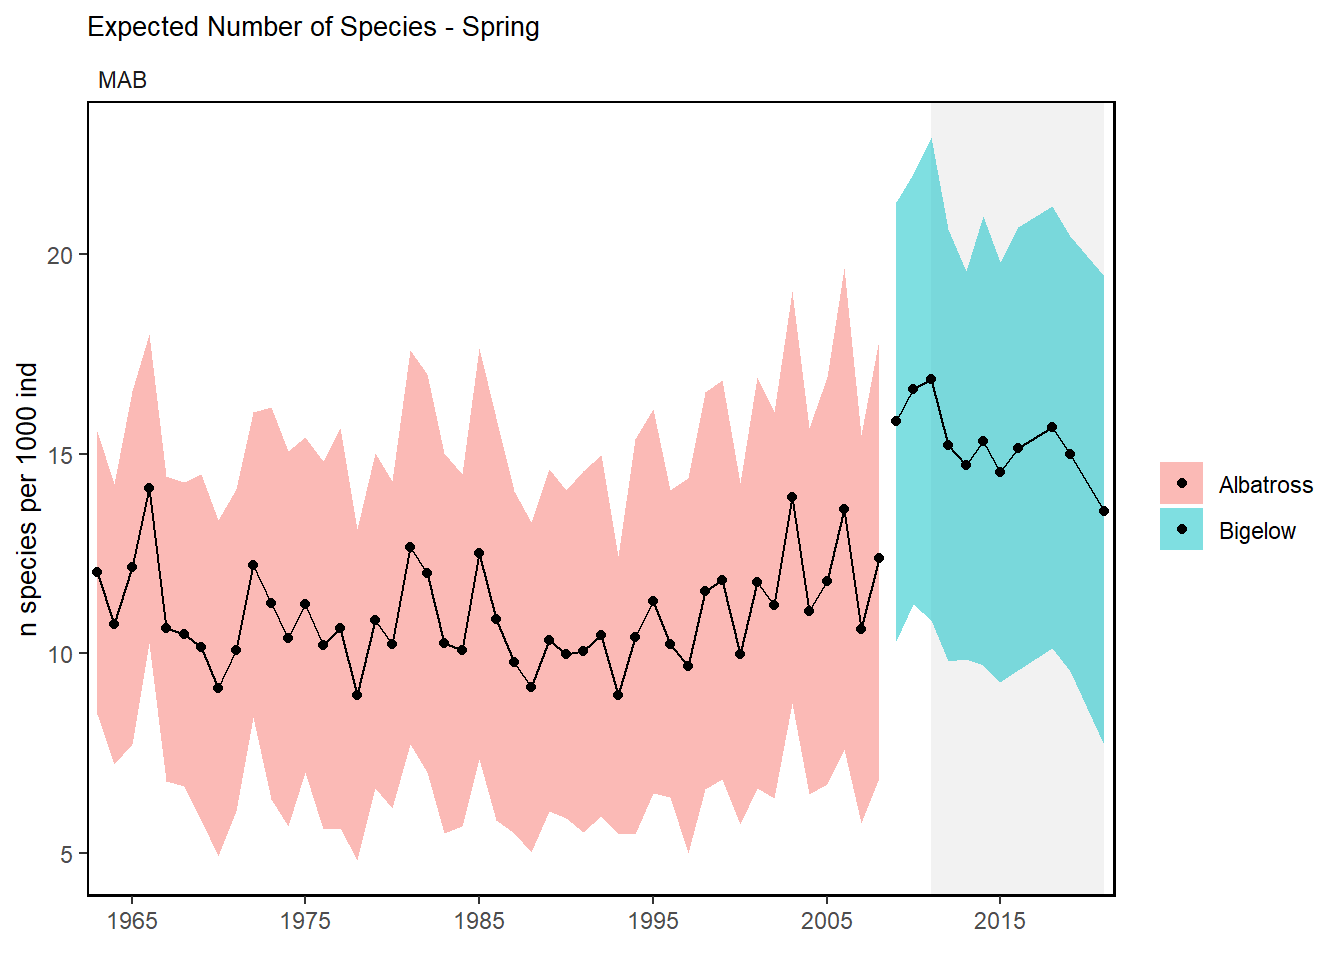 Expected Number of Species - Spring
MAB
n species per 1000 ind
20
15
10
5
1965 1975 1985 1995 2005 2015
Albatross
Bigelow